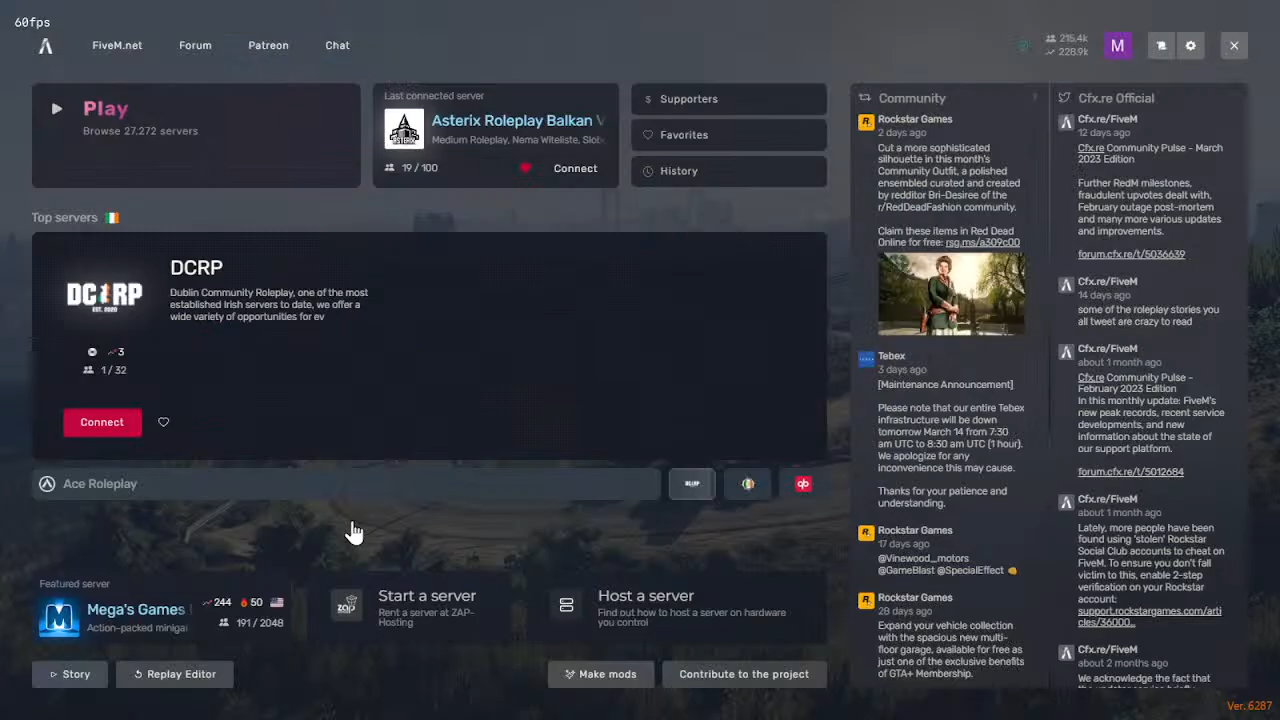 60fps
FiveM.net
Forum
Patreon
Chat
215.4k
228.9k
M
Play
Browse 27.272 servers
Last connected server
Asterix Roleplay Balkan V
Medium Roleplay, Nema Witeliste, Slob
19 / 100
Connect
$ Supporters
Favorites
History
Top servers
DCRP
EST. 2020
DCRP
Dublin Community Roleplay, one of the most
established Irish servers to date, we offer a
wide variety of opportunities for ev
3
1 / 32
Connect
Ace Roleplay
DCRP
Featured server
Mega's Games
Action-packed miniga
244
50
191 / 2048
ZAP
Start a server
Rent a server at ZAP-
Hosting
Host a server
Find out how to host a server on hardware
you control
Story
Replay Editor
Make mods
Contribute to the project
Community
Rockstar Games
2 days ago
Cut a more sophisticated
silhouette in this month's
Community Outfit, a polished
ensembled curated and created
by redditor Bri-Desiree of the
r/RedDeadFashion community.
Claim these items in Red Dead
Online for free: rsg.ms/a309c00
Tebex
3 days ago
[Maintenance Announcement]
Please note that our entire Tebex
infrastructure will be down
tomorrow March 14 from 7:30
am UTC to 8:30 am UTC (1 hour).
We apologize for any
inconvenience this may cause.
Thanks for your patience and
understanding.
Rockstar Games
17 days ago
@Vinewood_motors
@GameBlast @SpecialEffect
Rockstar Games
28 days ago
Expand your vehicle collection
with the spacious new multi-
floor garage, available for free as
just one of the exclusive benefits
of GTA+ Membership.
Cfx.re Official
Cfx.re/FiveM
12 days ago
Cfx.re Community Pulse - March
2023 Edition
Further RedM milestones,
fraudulent upvotes dealt with,
February outage post-mortem
and many more various updates
and improvements.
forum.cfx.re/t/5036639
Cfx.re/FiveM
14 days ago
some of the roleplay stories you
all tweet are crazy to read
Cfx.re/FiveM
about 1 month ago
Cfx.re Community Pulse -
February 2023 Edition
In this monthly update: FiveM's
new peak records, recent service
developments, and new
information about the state of
our support platform.
forum.cfx.re/t/5012684
Cfx.re/FiveM
about 1 month ago
Lately, more people have been
found using 'stolen' Rockstar
Social Club accounts to cheat on
FiveM. To ensure you don't fall
victim to this, enable 2-step
verification on your Rockstar
account:
support.rockstargames.com/arti
cles/36000...
Cfx.re/FiveM
about 2 months ago
We acknowledge the fact that
Ver. 6287